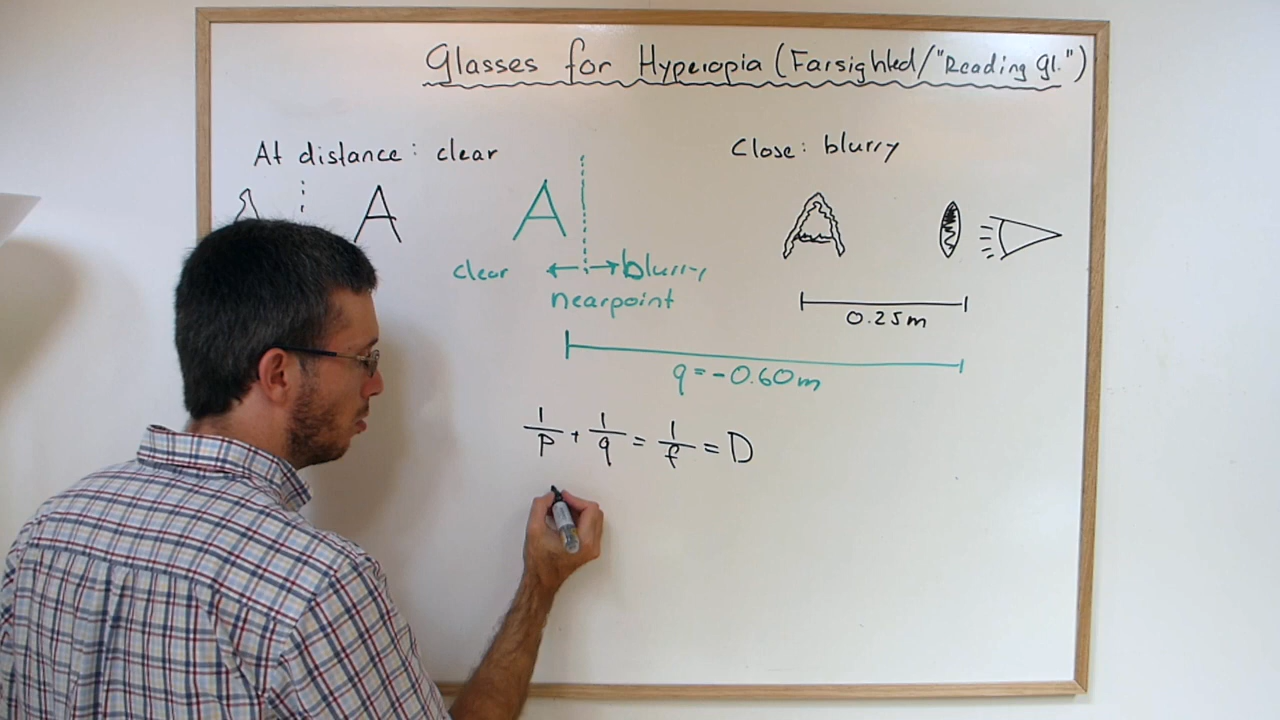 Glasses for Hyperopia (Farsighted/"Reading Gl.")
At distance: clear
Close: blurry
A
A
A
clear ← → blurry
nearpoint
0.25m
q = -0.60m
1/p + 1/q = 1/f = D